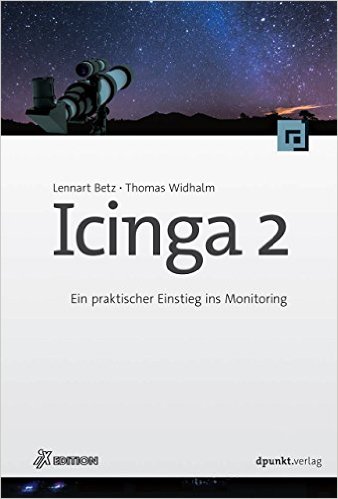 Lennart Betz · Thomas Widhalm
Icinga 2
Ein praktischer Einstieg ins Monitoring
iX EDITION
dpunkt.verlag